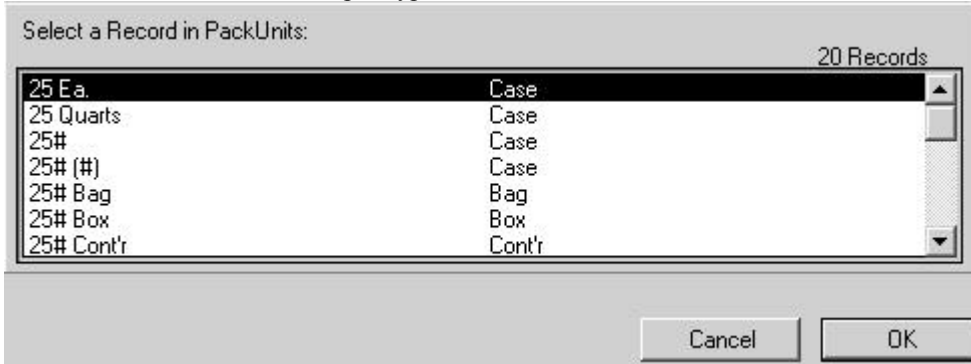 Select a Record in PackUnits:
20 Records
25 Ea. Case
25 Quarts Case
25# Case
25# (#) Case
25# Bag Bag
25# Box Box
25# Cont'r Cont'r
Cancel OK